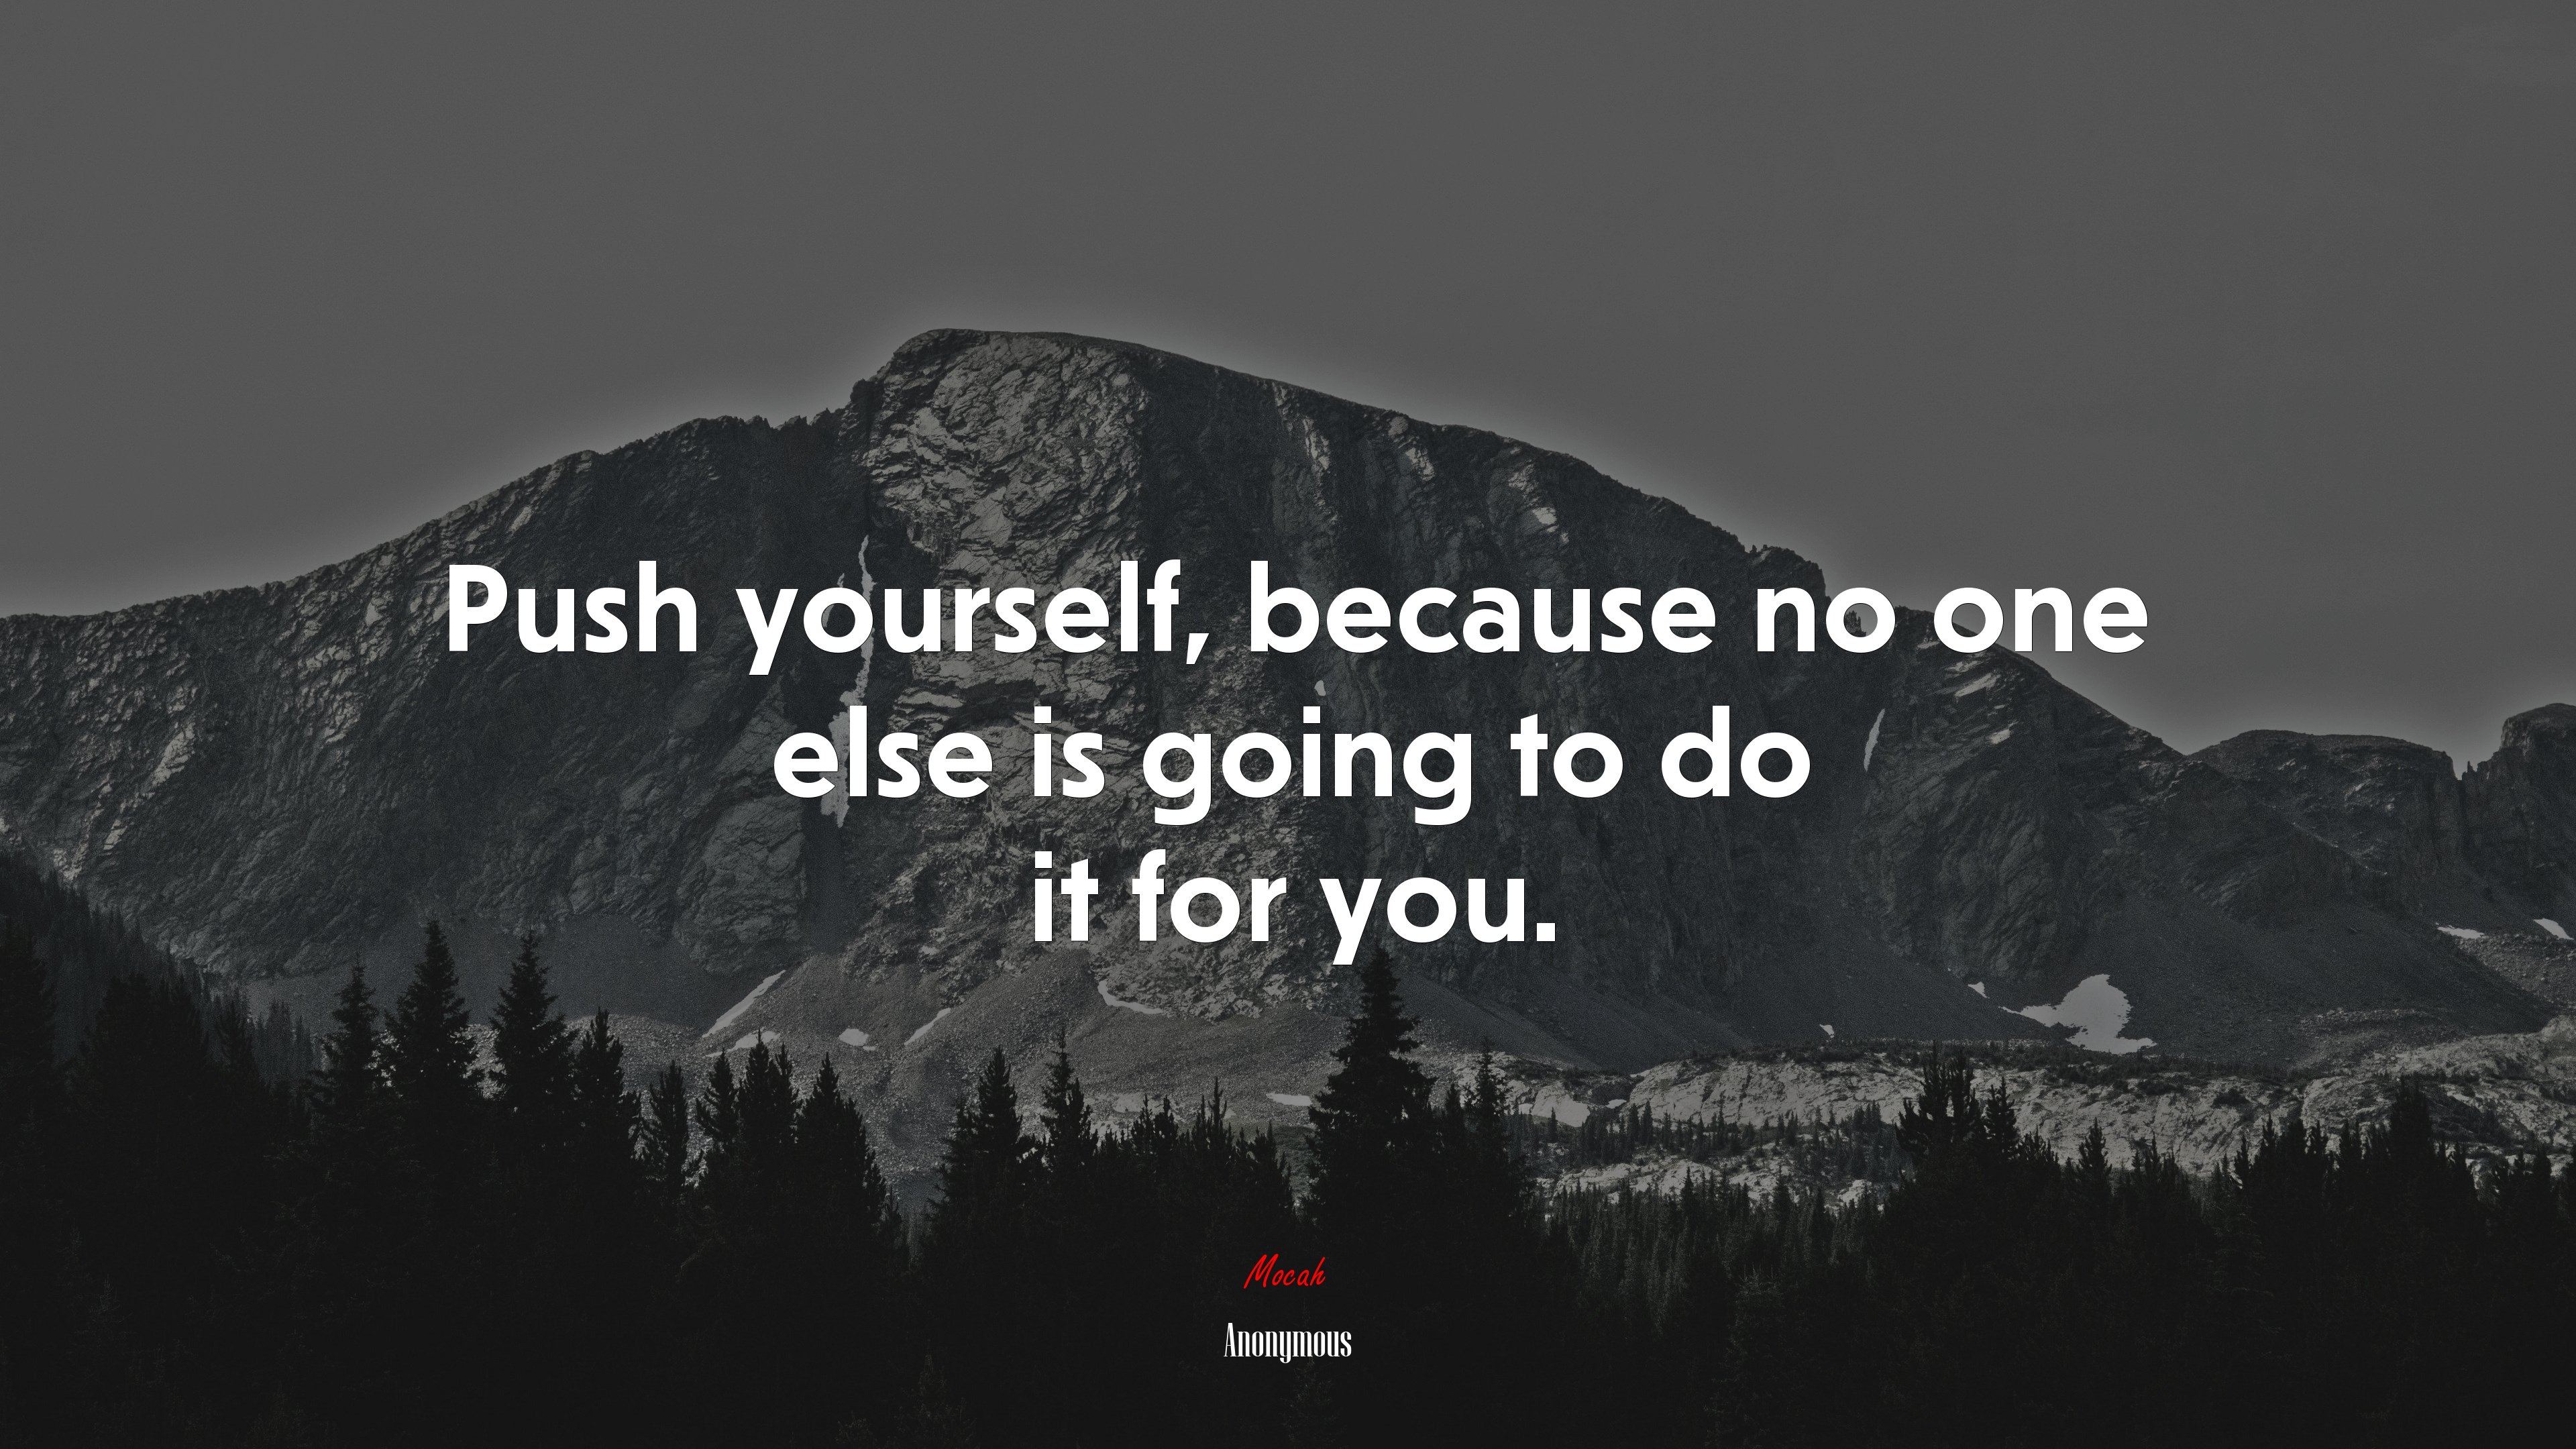 Push yourself, because no one
else is going to do
it for you.
Mocah
Anonymous